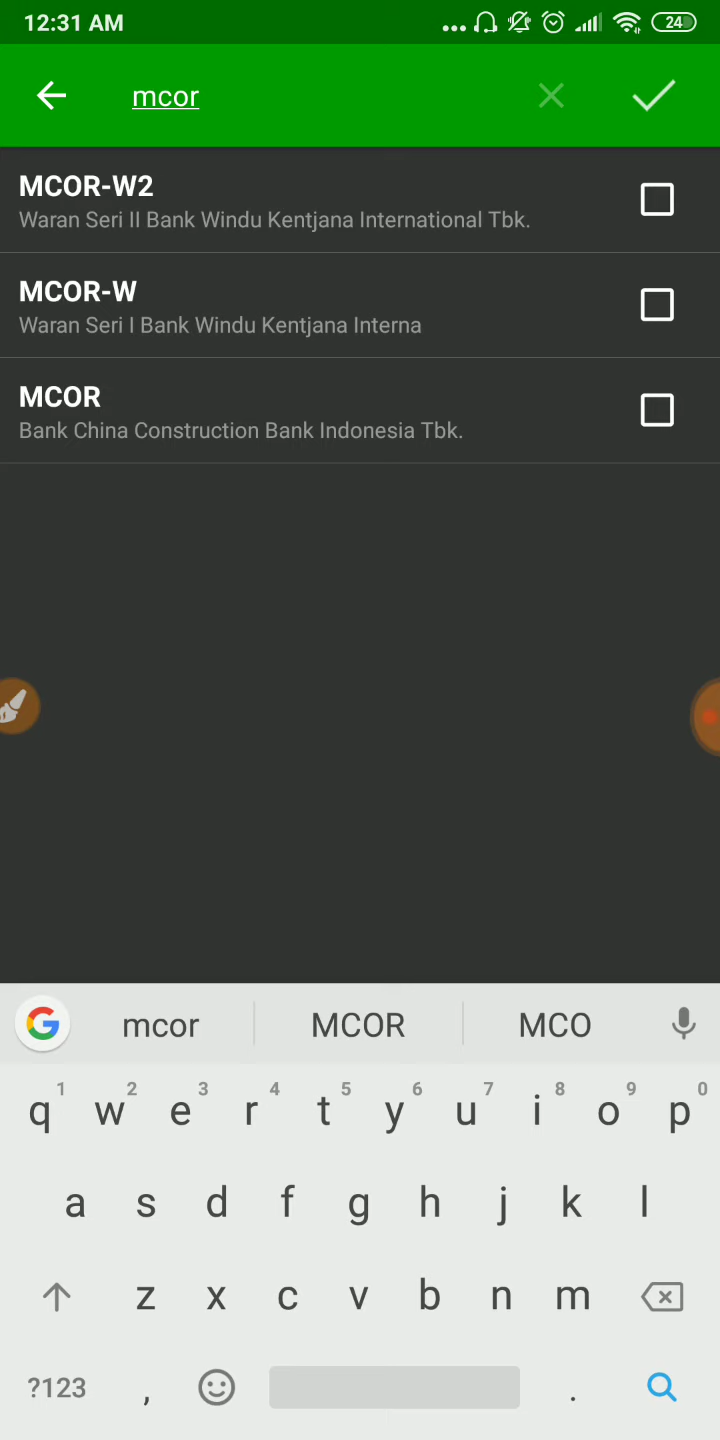 12:31 AM
24
mcor
MCOR-W2
Waran Seri II Bank Windu Kentjana International Tbk.
MCOR-W
Waran Seri I Bank Windu Kentjana Interna
MCOR
Bank China Construction Bank Indonesia Tbk.
mcor MCOR MCO
1 2 3 4 5 6 7 8 9 0
q w e r t y u i o p
a s d f g h j k l
z x c v b n m
?123 , .